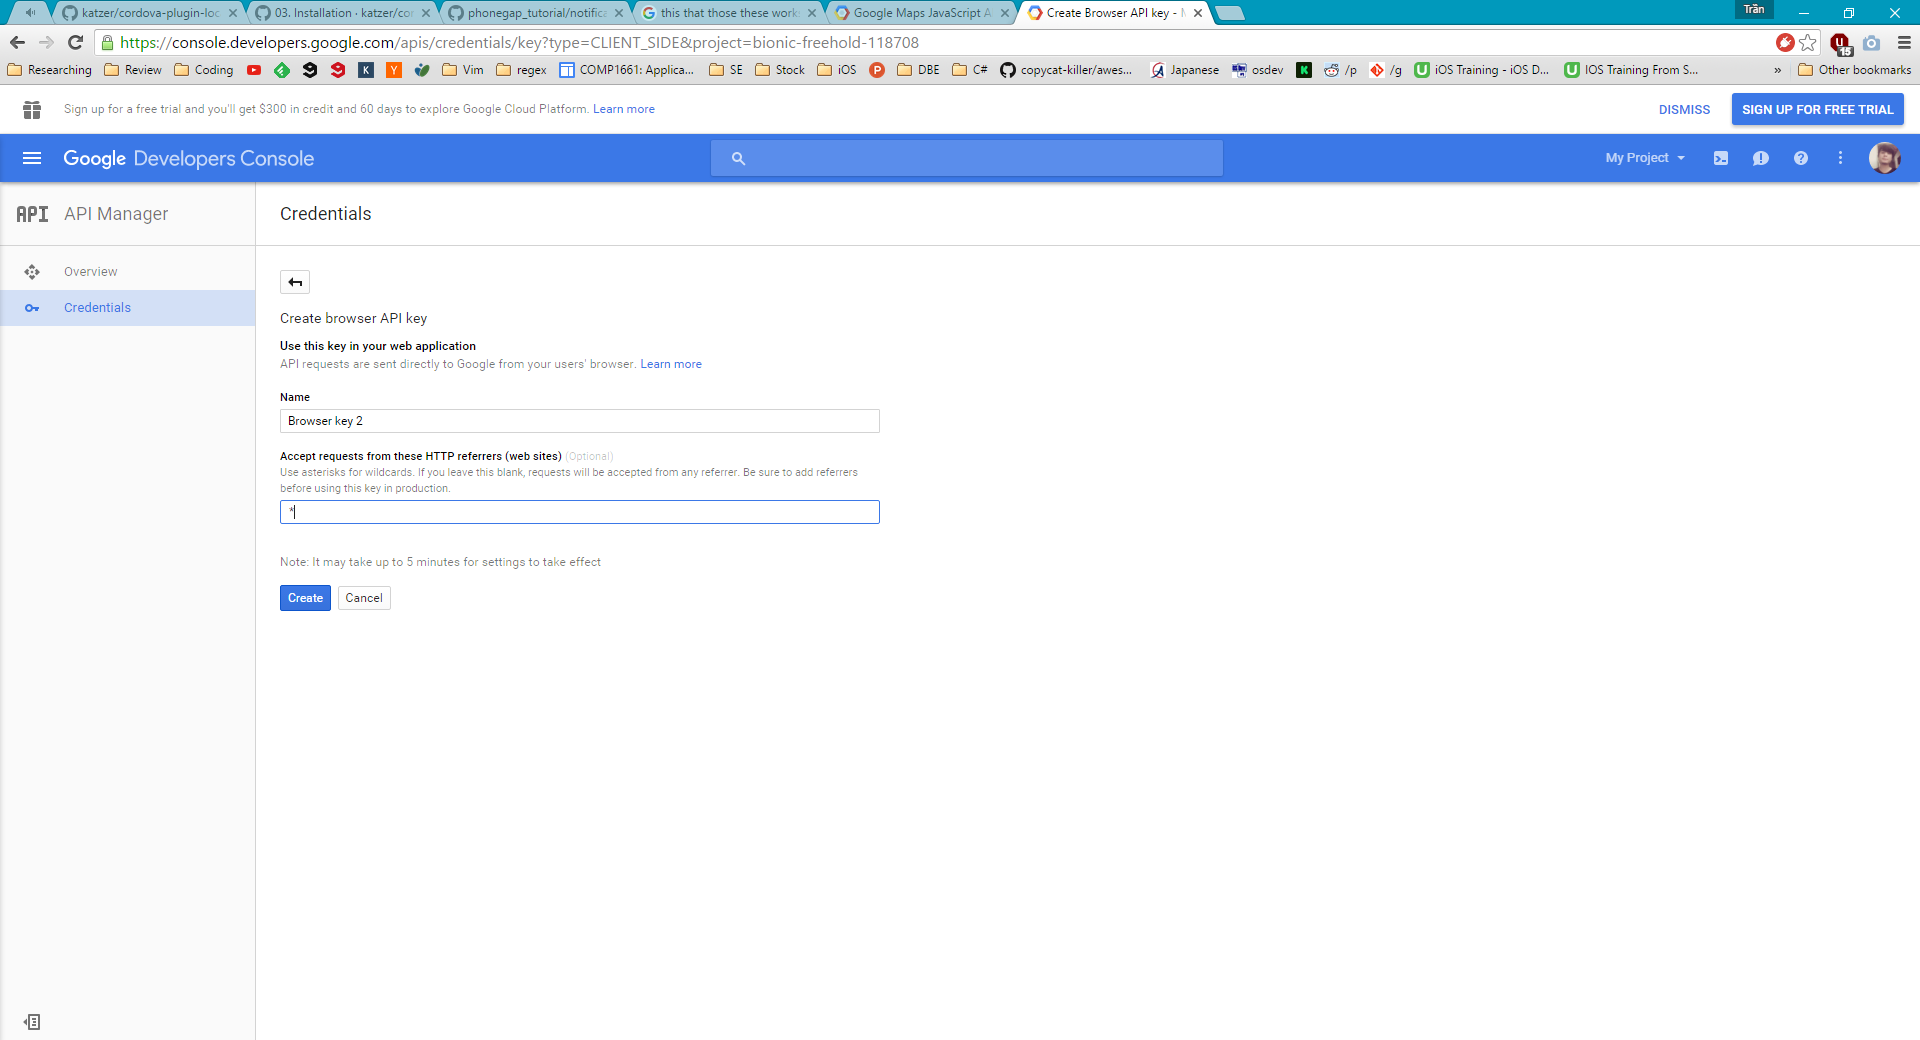 katzer/cordova-plugin-loc
03. Installation · katzer/cor
phonegap_tutorial/notifica
this that those these work
Google Maps JavaScript A
Create Browser API key -
Trần
https://console.developers.google.com/apis/credentials/key?type=CLIENT_SIDE&project=bionic-freehold-118708
15
Researching
Review
Coding
Vim
regex
COMP1661: Applica...
SE
Stock
iOS
DBE
C#
copycat-killer/awes...
Japanese
osdev
/p
/g
iOS Training - iOS D...
IOS Training From S...
»
Other bookmarks
Sign up for a free trial and you'll get $300 in credit and 60 days to explore Google Cloud Platform. Learn more
DISMISS
SIGN UP FOR FREE TRIAL
Google Developers Console
My Project
API
API Manager
Credentials
Overview
Credentials
Create browser API key
Use this key in your web application
API requests are sent directly to Google from your users' browser. Learn more
Name
Browser key 2
Accept requests from these HTTP referrers (web sites) (Optional)
Use asterisks for wildcards. If you leave this blank, requests will be accepted from any referrer. Be sure to add referrers
before using this key in production.
*
Note: It may take up to 5 minutes for settings to take effect
Create
Cancel